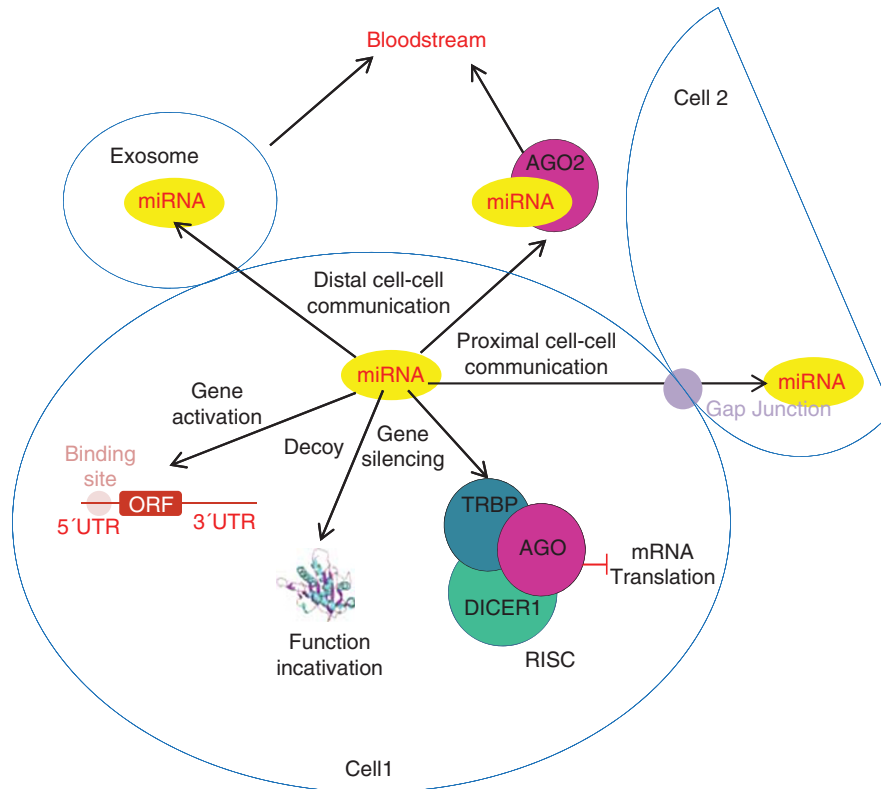 Bloodstream
Cell 2
Exosome
miRNA
AGO2
miRNA
Distal cell-cell
communication
Proximal cell-cell
communication
miRNA
miRNA
Gap Junction
Gene
activation
Decoy
Gene
silencing
Binding
site
ORF
5´UTR
3´UTR
TRBP
AGO
DICER1
RISC
mRNA
Translation
Function
incativation
Cell1